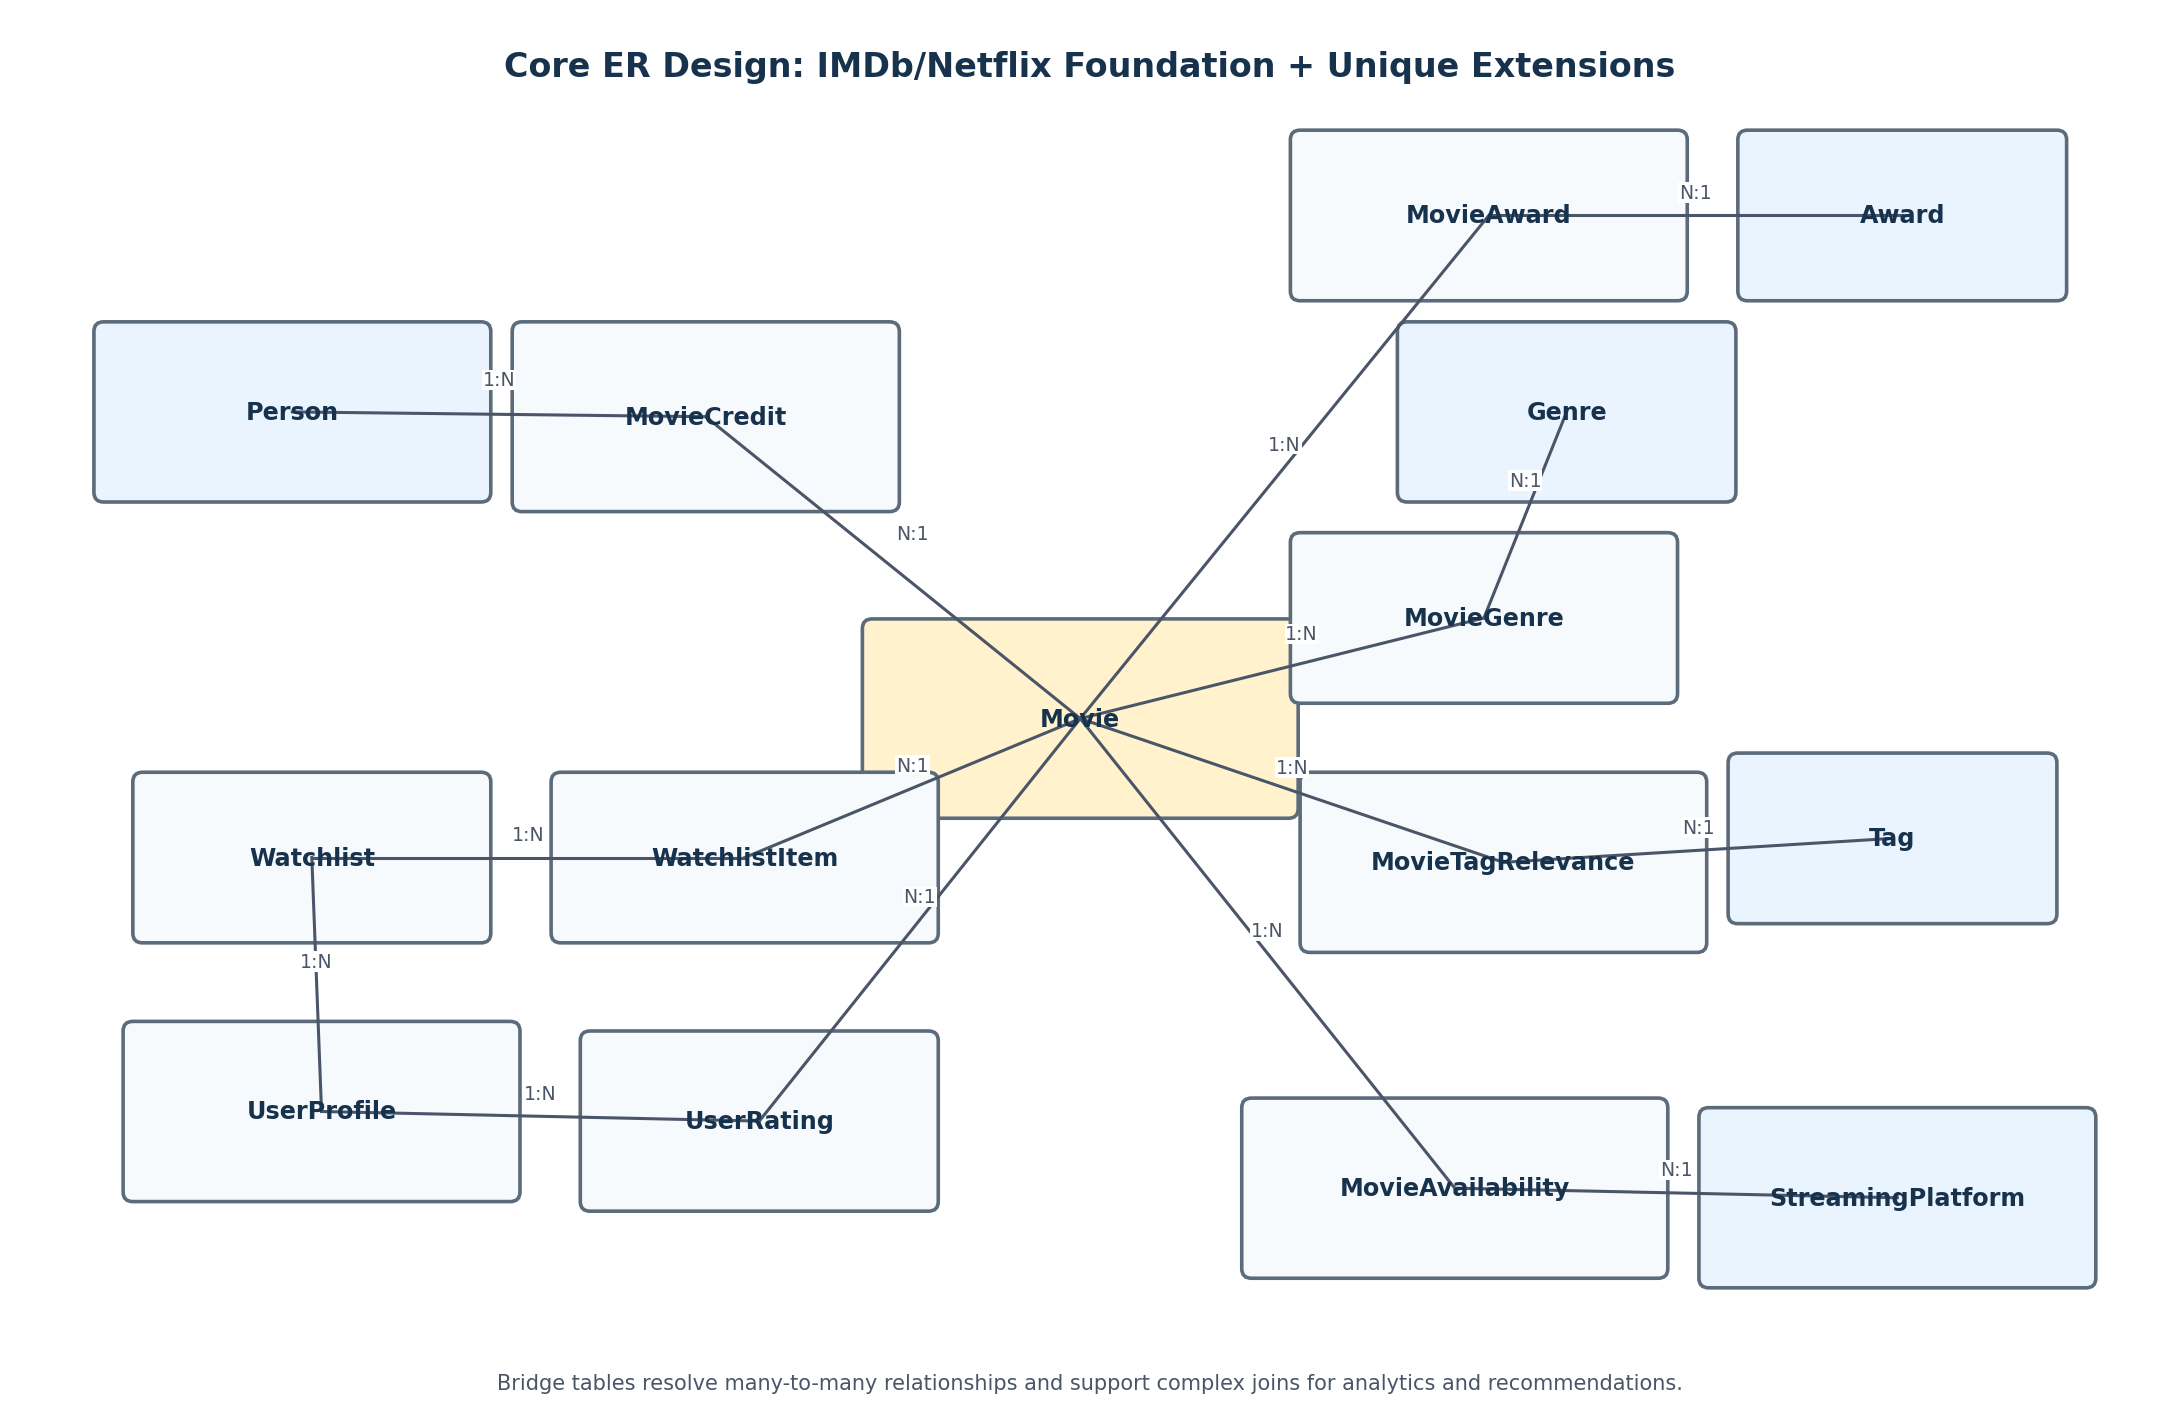 Core ER Design: IMDb/Netflix Foundation + Unique Extensions
MovieAward
N:1
Award
Person
1:N
MovieCredit
Genre
1:N
N:1
N:1
MovieGenre
1:N
Movie
N:1
1:N
Watchlist
1:N
WatchlistItem
MovieTagRelevance
N:1
Tag
N:1
1:N
1:N
UserProfile
1:N
UserRating
MovieAvailability
N:1
StreamingPlatform
Bridge tables resolve many-to-many relationships and support complex joins for analytics and recommendations.